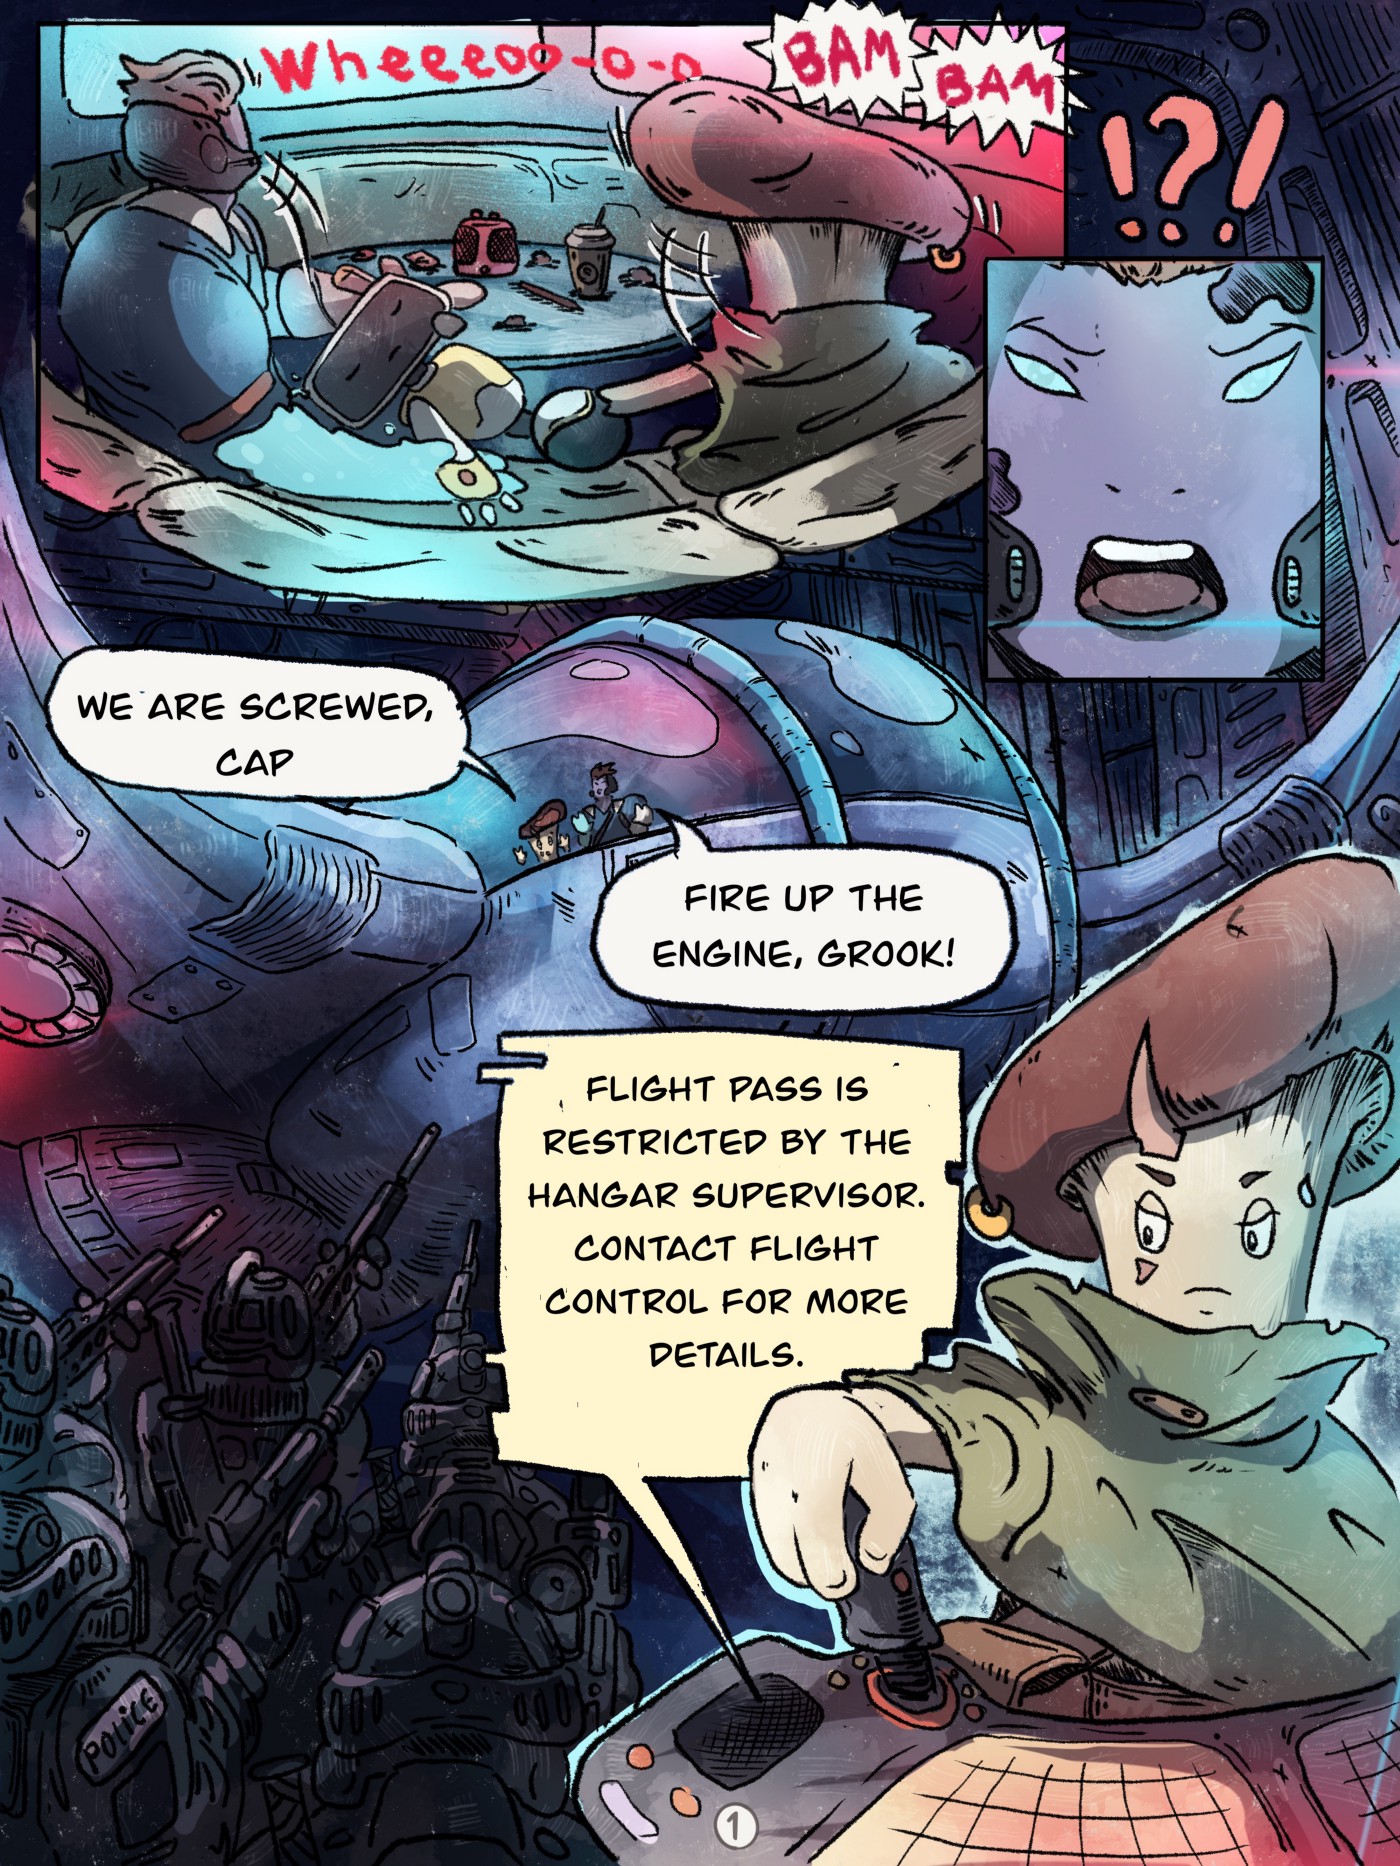 Wheeeoo-o-o
BAM
BAM
!?!
WE ARE SCREWED,
CAP
FIRE UP THE
ENGINE, GROOK!
FLIGHT PASS IS
RESTRICTED BY THE
HANGAR SUPERVISOR.
CONTACT FLIGHT
CONTROL FOR MORE
DETAILS.
POLICE
1